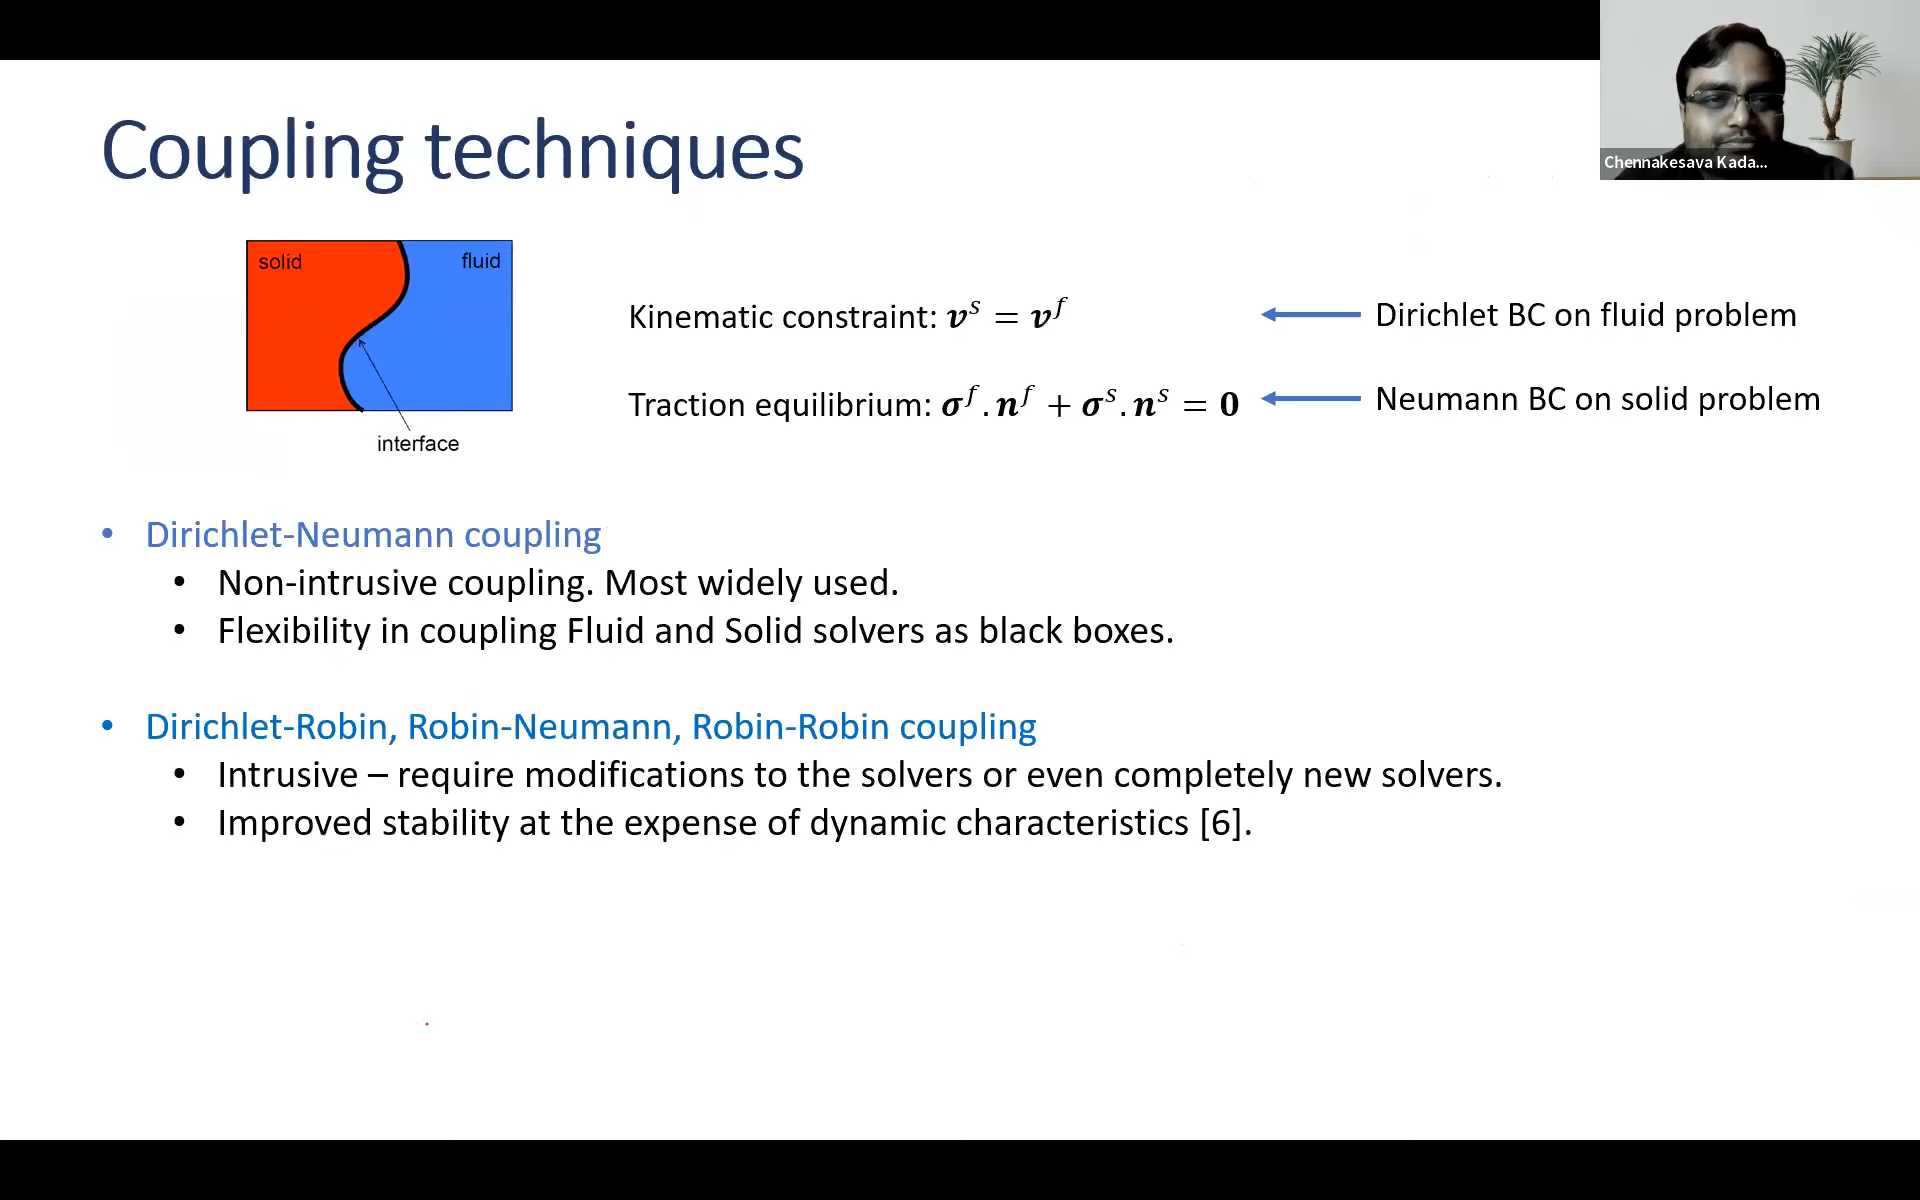 Chennakesava Kada...
Coupling techniques
solid
fluid
interface
Kinematic constraint: 𝒗ˢ = 𝒗ᶠ
Dirichlet BC on fluid problem
Traction equilibrium: 𝝈ᶠ.𝒏ᶠ + 𝝈ˢ.𝒏ˢ = 𝟎
Neumann BC on solid problem
• Dirichlet-Neumann coupling
• Non-intrusive coupling. Most widely used.
• Flexibility in coupling Fluid and Solid solvers as black boxes.
• Dirichlet-Robin, Robin-Neumann, Robin-Robin coupling
• Intrusive – require modifications to the solvers or even completely new solvers.
• Improved stability at the expense of dynamic characteristics [6].